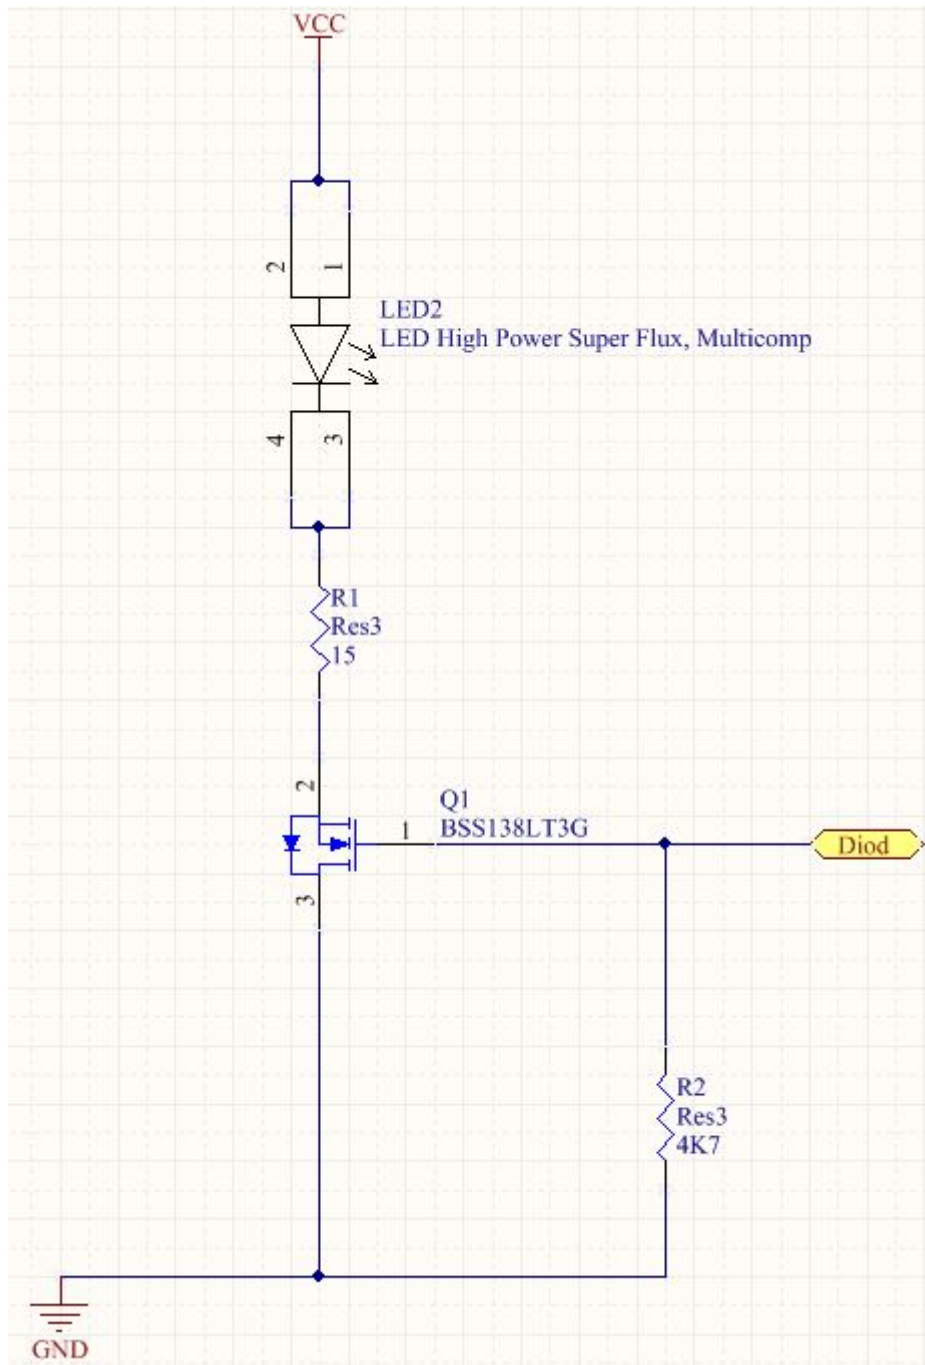 VCC
2
1
LED2
LED High Power Super Flux, Multicomp
4
3
R1
Res3
15
2
Q1
1
BSS138LT3G
Diod
3
R2
Res3
4K7
GND